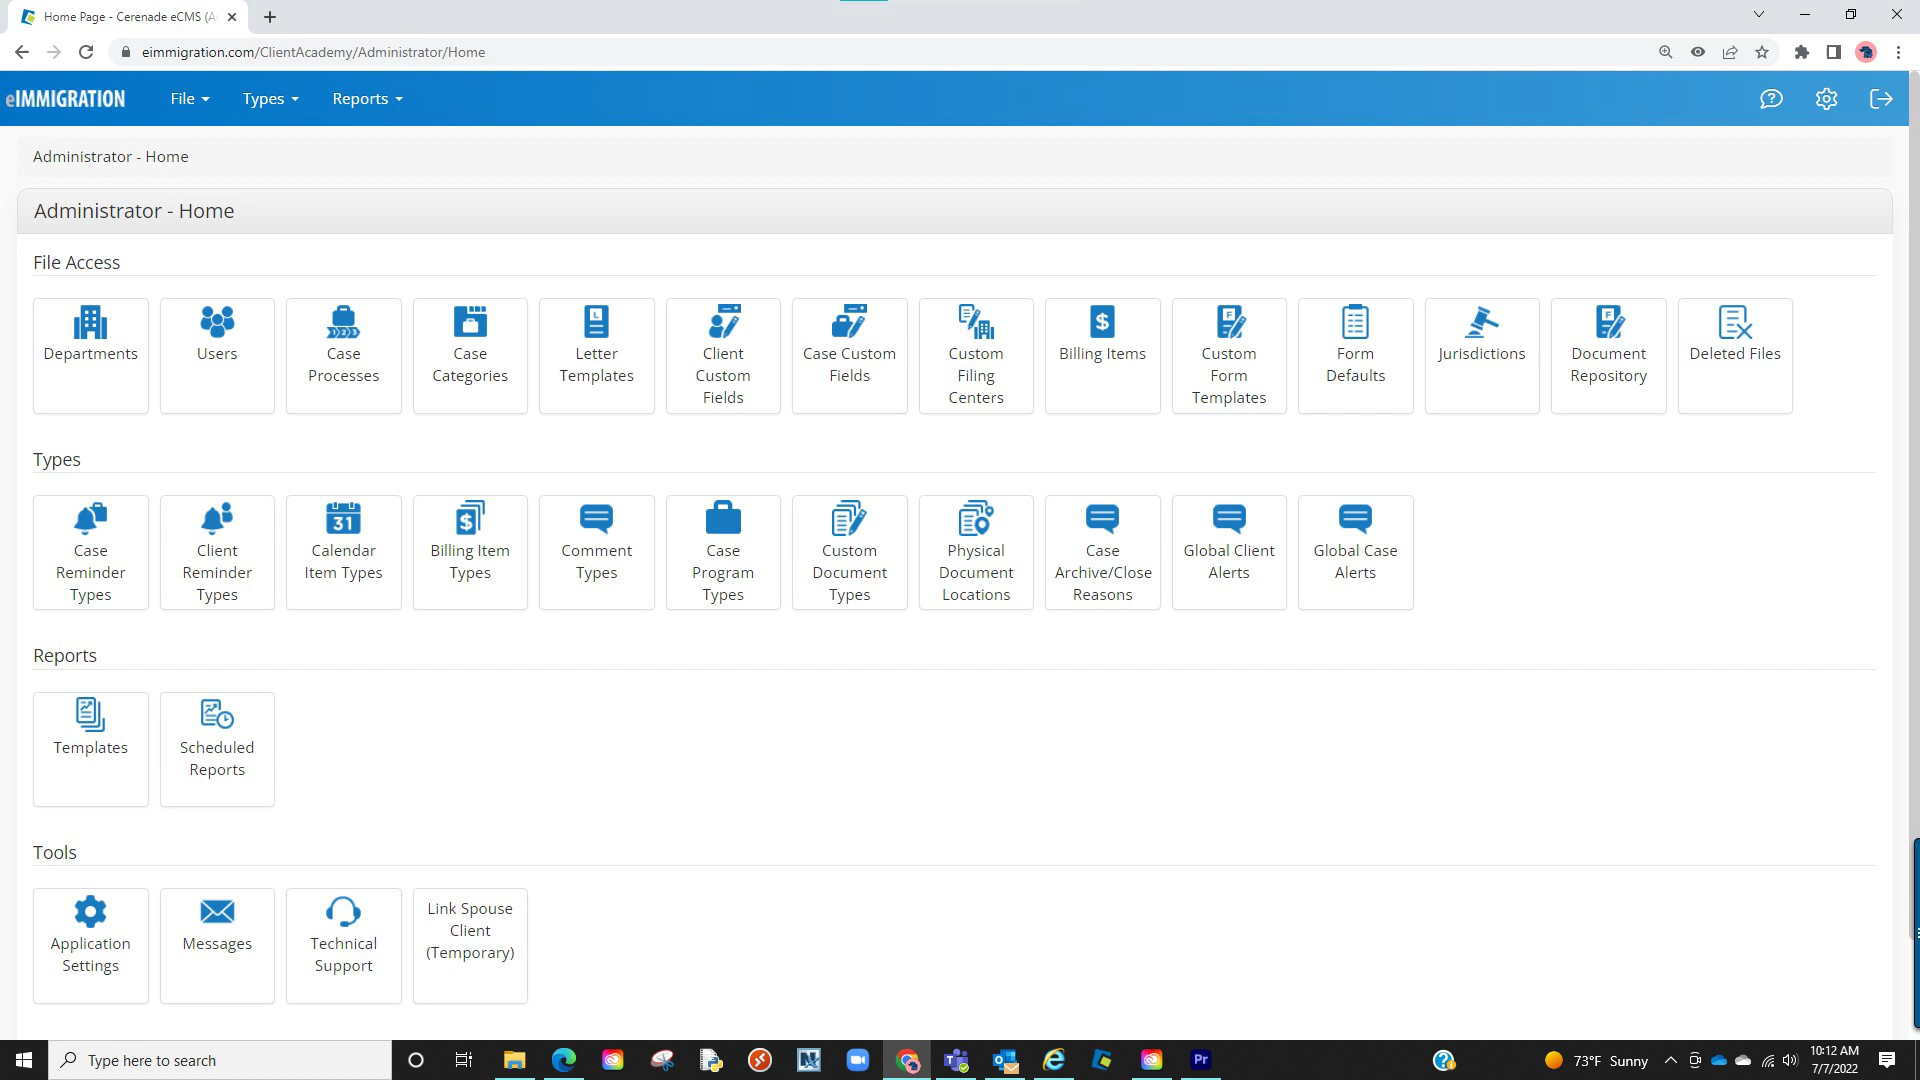 Home Page - Cerenade eCMS (A
eimmigration.com/ClientAcademy/Administrator/Home
eIMMIGRATION File Types Reports
Administrator - Home
Administrator - Home
File Access
Departments
Users
Case
Processes
Case
Categories
Letter
Templates
Client
Custom
Fields
Case Custom
Fields
Custom
Filing
Centers
Billing Items
Custom
Form
Templates
Form
Defaults
Jurisdictions
Document
Repository
Deleted Files
Types
Case
Reminder
Types
Client
Reminder
Types
31
Calendar
Item Types
Billing Item
Types
Comment
Types
Case
Program
Types
Custom
Document
Types
Physical
Document
Locations
Case
Archive/Close
Reasons
Global Client
Alerts
Global Case
Alerts
Reports
Templates
Scheduled
Reports
Tools
Application
Settings
Messages
Technical
Support
Link Spouse
Client
(Temporary)
Type here to search
Pr
73°F Sunny
10:12 AM
7/7/2022